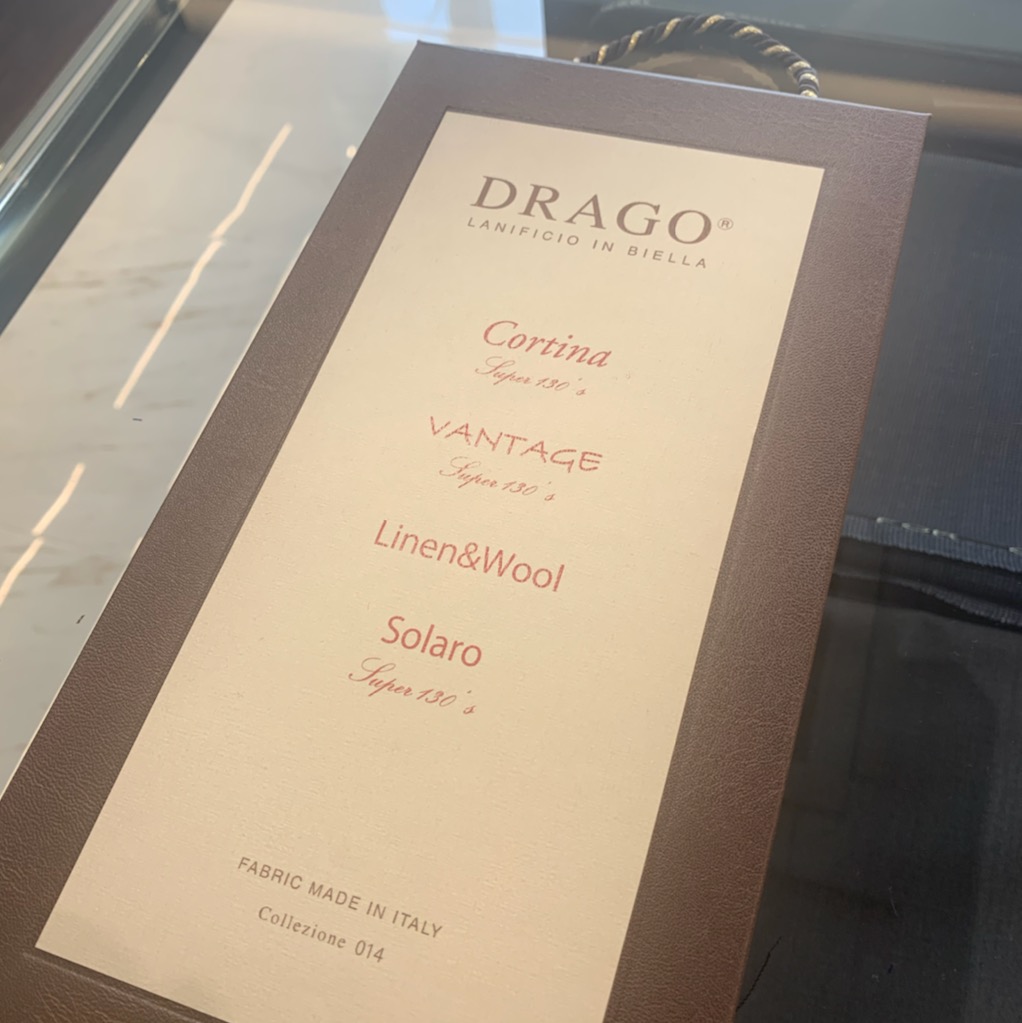 DRAGO®
LANIFICIO IN BIELLA
Cortina
Super 130's
VANTAGE
Super 130's
Linen&Wool
Solaro
Super 130's
FABRIC MADE IN ITALY
Collezione 014